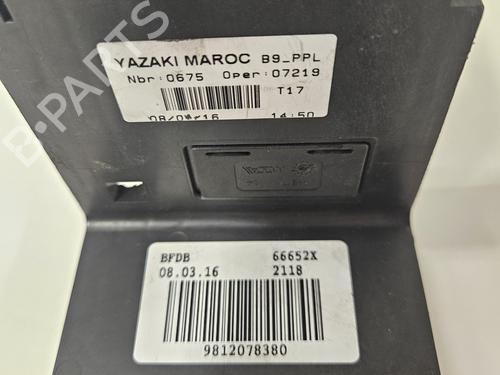 B-PARTS
YAZAKI MAROC B9_PPL
Nbr:0675 Oper:07219
T17
14:50
BFDB 66652X
08.03.16 2118
9812078380